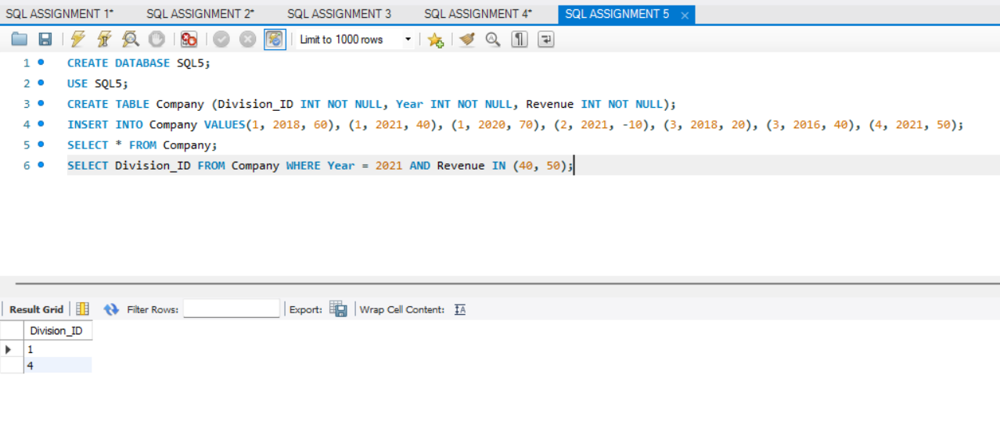 SQL ASSIGNMENT 1* SQL ASSIGNMENT 2* SQL ASSIGNMENT 3 SQL ASSIGNMENT 4* SQL ASSIGNMENT 5 ×
Limit to 1000 rows
1 CREATE DATABASE SQL5;
2 USE SQL5;
3 CREATE TABLE Company (Division_ID INT NOT NULL, Year INT NOT NULL, Revenue INT NOT NULL);
4 INSERT INTO Company VALUES(1, 2018, 60), (1, 2021, 40), (1, 2020, 70), (2, 2021, -10), (3, 2018, 20), (3, 2016, 40), (4, 2021, 50);
5 SELECT * FROM Company;
6 SELECT Division_ID FROM Company WHERE Year = 2021 AND Revenue IN (40, 50);
Result Grid Filter Rows: Export: Wrap Cell Content: IA
Division_ID
1
4